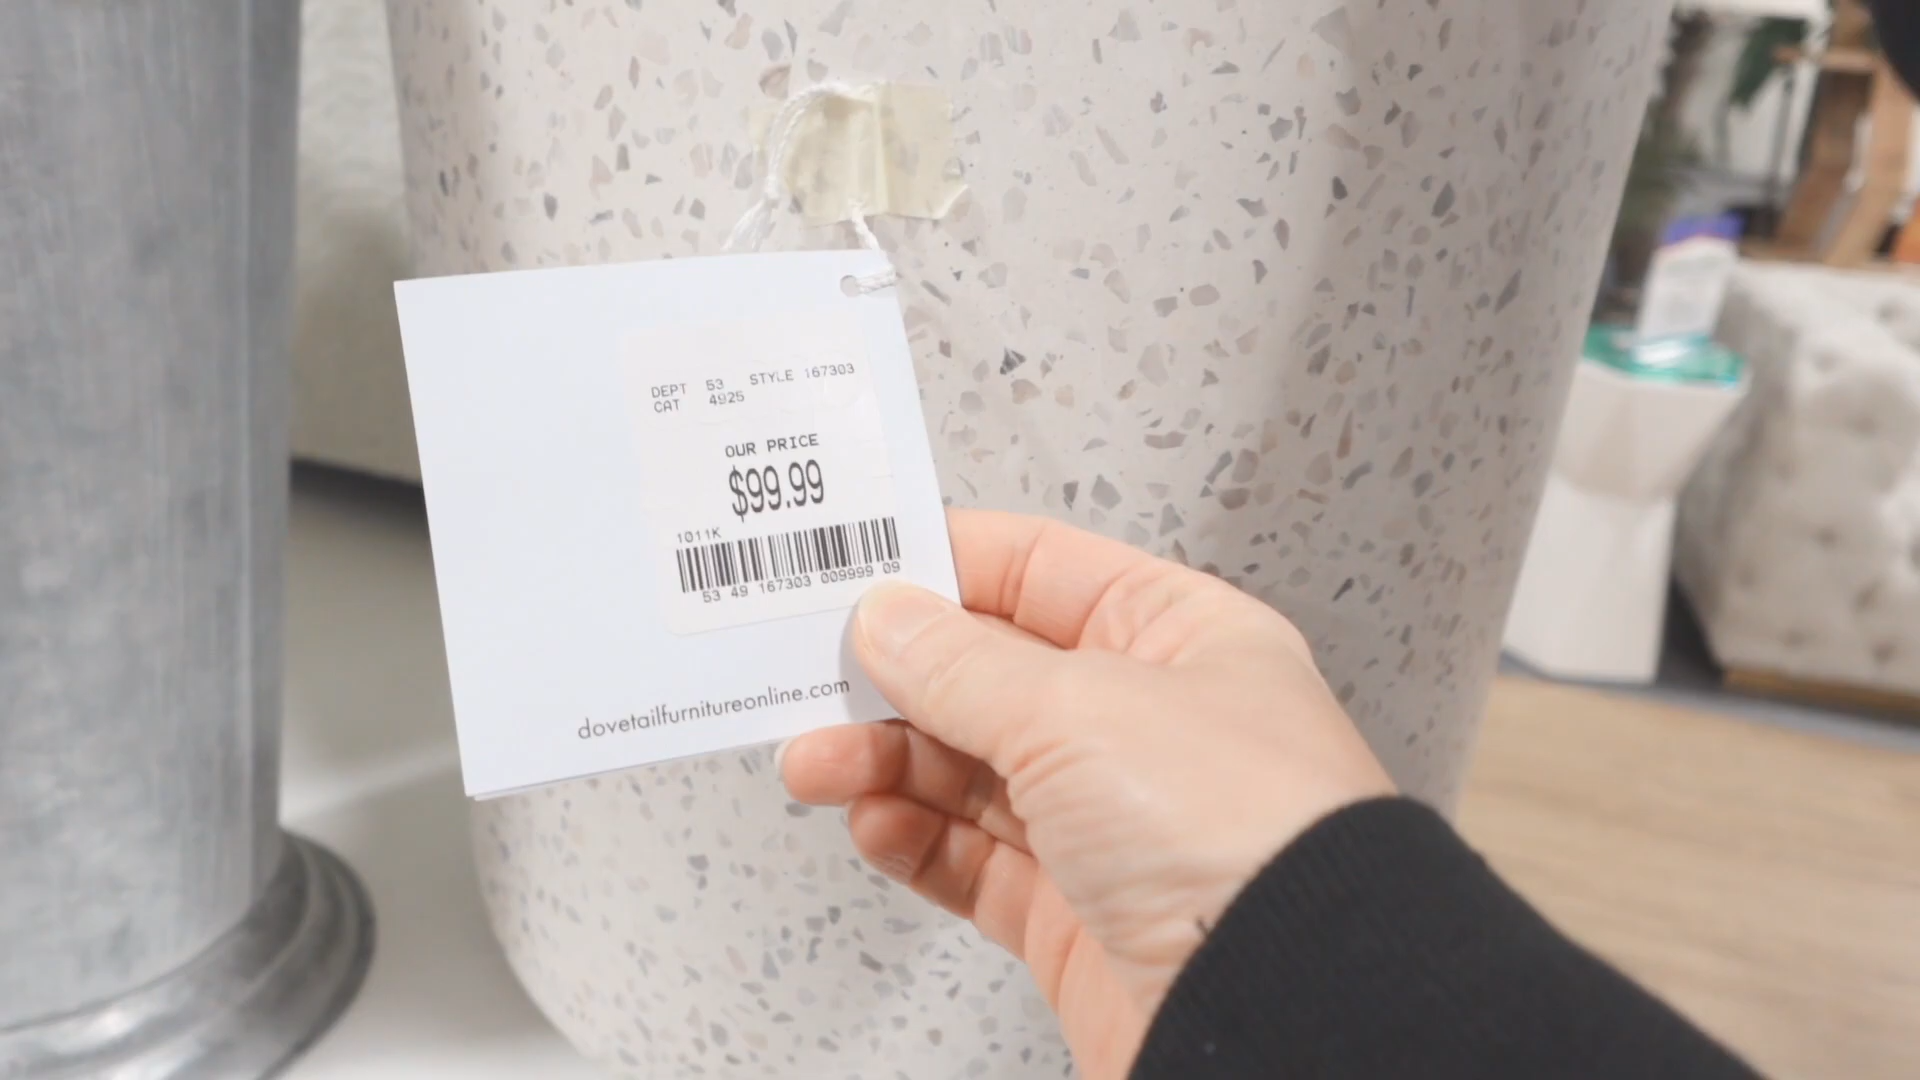 DEPT 53 STYLE 167303
CAT 4925
OUR PRICE
$99.99
1011K
53 49 167303 009999 09
dovetailfurnitureonline.com